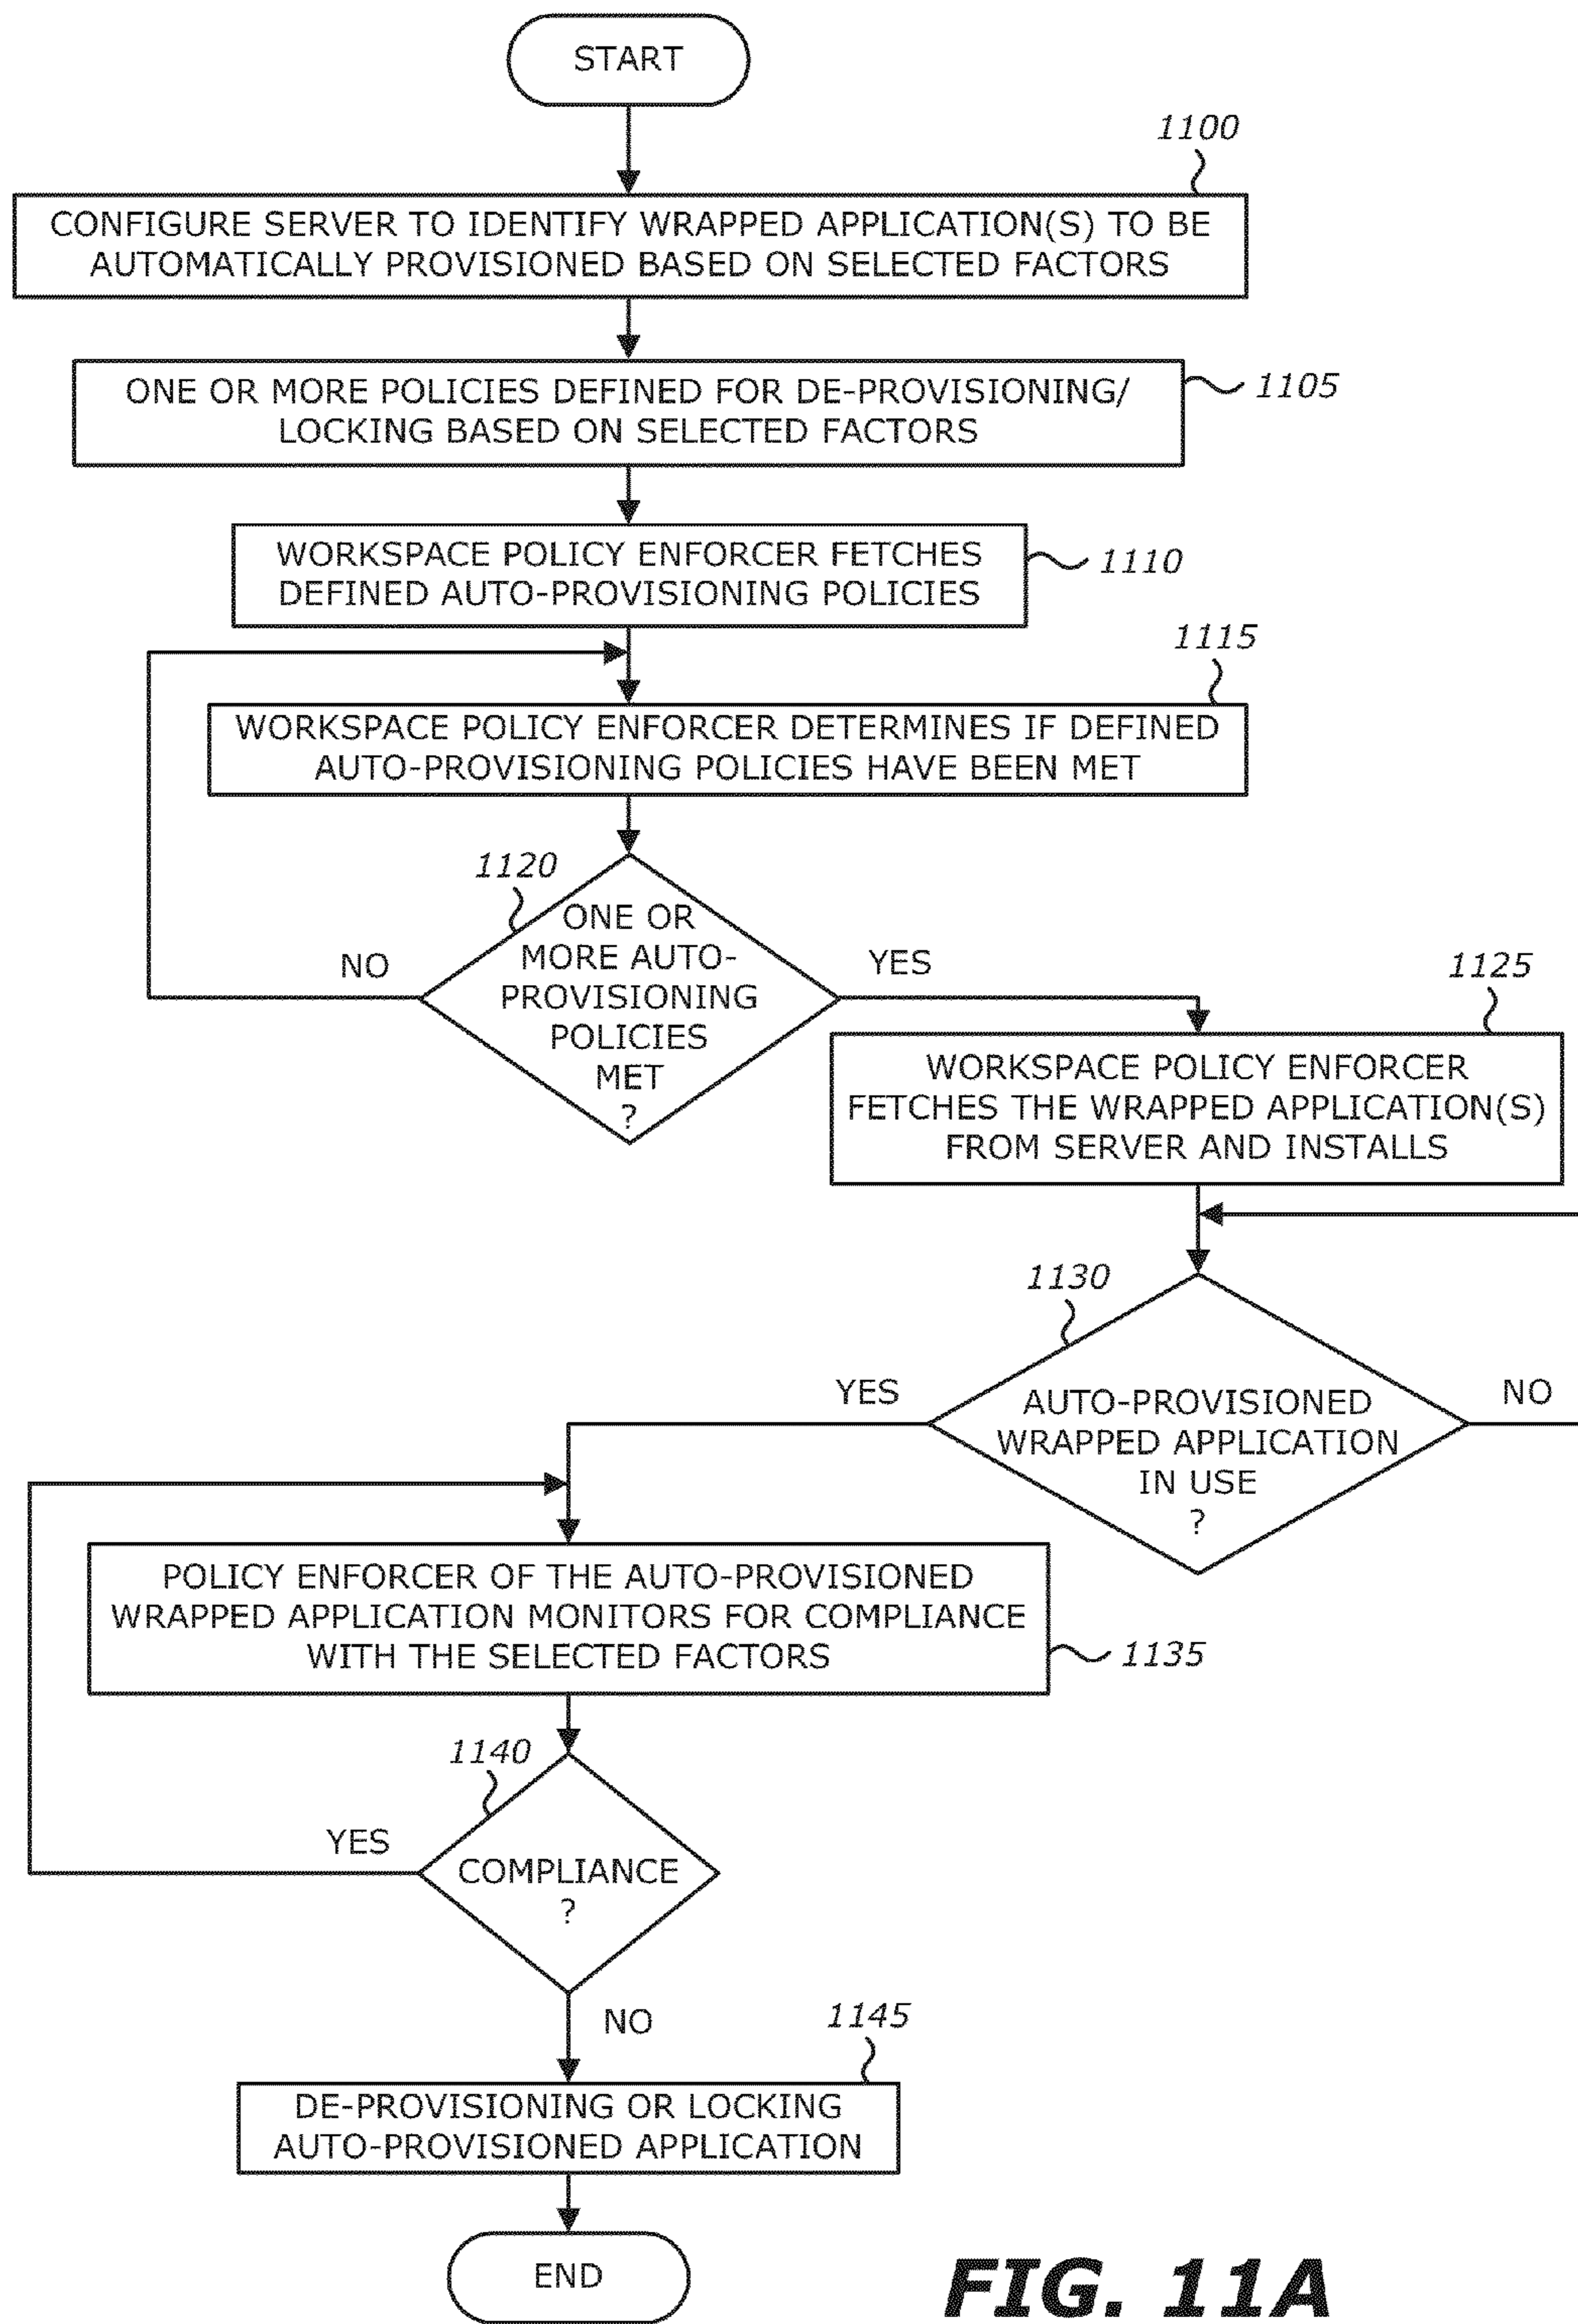 START
1100
CONFIGURE SERVER TO IDENTIFY WRAPPED APPLICATION(S) TO BE
AUTOMATICALLY PROVISIONED BASED ON SELECTED FACTORS
ONE OR MORE POLICIES DEFINED FOR DE-PROVISIONING/
LOCKING BASED ON SELECTED FACTORS
1105
WORKSPACE POLICY ENFORCER FETCHES
DEFINED AUTO-PROVISIONING POLICIES
1110
1115
WORKSPACE POLICY ENFORCER DETERMINES IF DEFINED
AUTO-PROVISIONING POLICIES HAVE BEEN MET
1120
ONE OR
MORE AUTO-
PROVISIONING
POLICIES
MET
?
NO
YES
1125
WORKSPACE POLICY ENFORCER
FETCHES THE WRAPPED APPLICATION(S)
FROM SERVER AND INSTALLS
1130
AUTO-PROVISIONED
WRAPPED APPLICATION
IN USE
?
YES
NO
POLICY ENFORCER OF THE AUTO-PROVISIONED
WRAPPED APPLICATION MONITORS FOR COMPLIANCE
WITH THE SELECTED FACTORS
1135
1140
COMPLIANCE
?
YES
NO
1145
DE-PROVISIONING OR LOCKING
AUTO-PROVISIONED APPLICATION
END
FIG. 11A